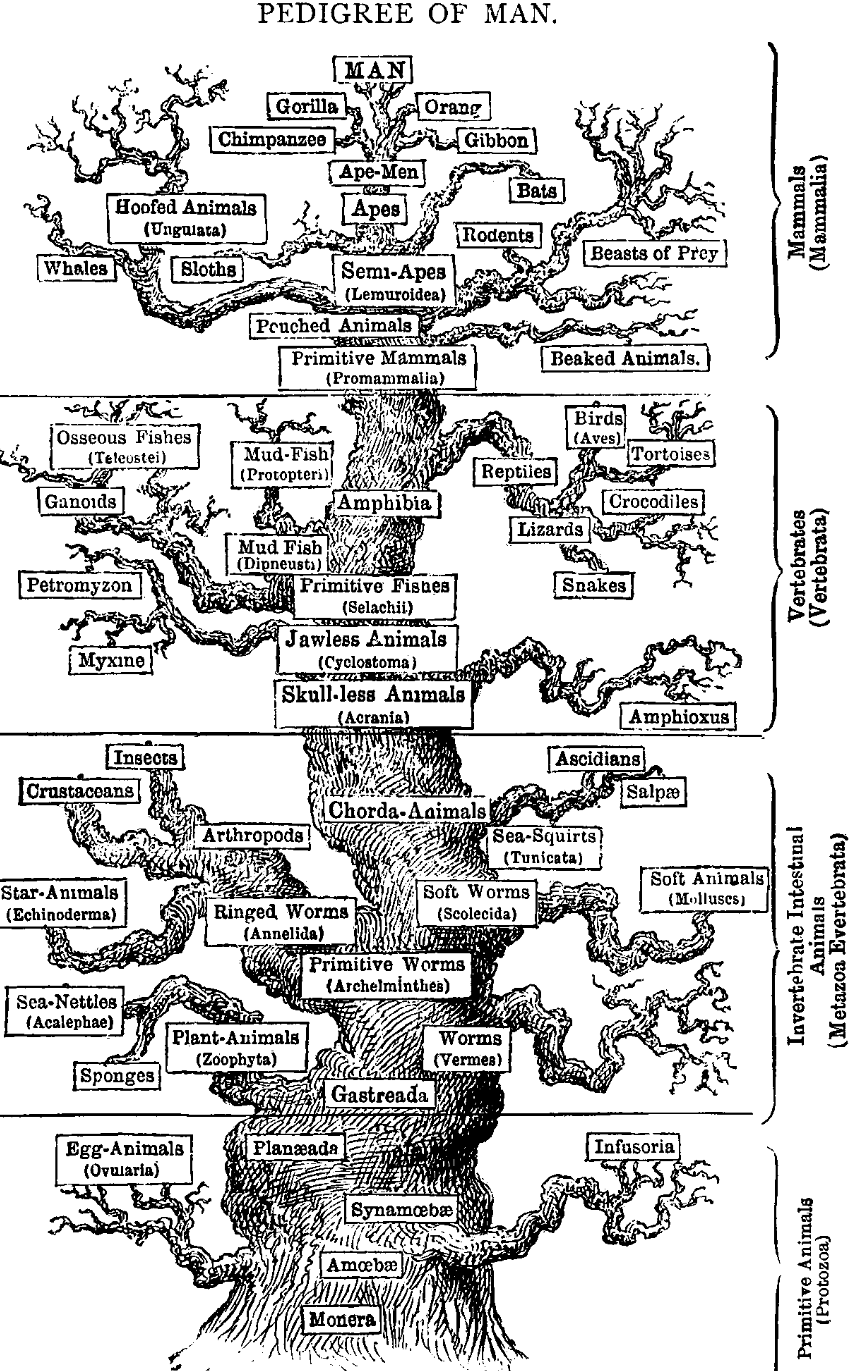 PEDIGREE OF MAN.
MAN
Gorilla
Orang
Chimpanzee
Gibbon
Ape-Men
Bats
Apes
Hoofed Animals
(Ungulata)
Rodents
Beasts of Prey
Whales
Sloths
Semi-Apes
(Lemuroidea)
Pouched Animals
Primitive Mammals
(Promammalia)
Beaked Animals.
Mammals
(Mammalia)
Osseous Fishes
(Teleostei)
Mud-Fish
(Protopteri)
Birds
(Aves)
Tortoises
Reptiles
Ganoids
Amphibia
Crocodiles
Lizards
Mud Fish
(Dipneusti)
Petromyzon
Primitive Fishes
(Selachii)
Snakes
Jawless Animals
(Cyclostoma)
Myxine
Skull-less Animals
(Acrania)
Amphioxus
Vertebrates
(Vertebrata)
Insects
Ascidians
Crustaceans
Salpæ
Chorda-Animals
Arthropods
Sea-Squirts
(Tunicata)
Star-Animals
(Echinoderma)
Soft Worms
(Scolecida)
Soft Animals
(Molluscs)
Ringed Worms
(Annelida)
Primitive Worms
(Archelminthes)
Sea-Nettles
(Acalephae)
Plant-Animals
(Zoophyta)
Worms
(Vermes)
Sponges
Gastreada
Invertebrate Intestinal
Animals
(Metazoa Evertebrata)
Egg-Animals
(Ovularia)
Planæada
Infusoria
Synamœbæ
Amœbæ
Monera
Primitive Animals
(Protozoa)